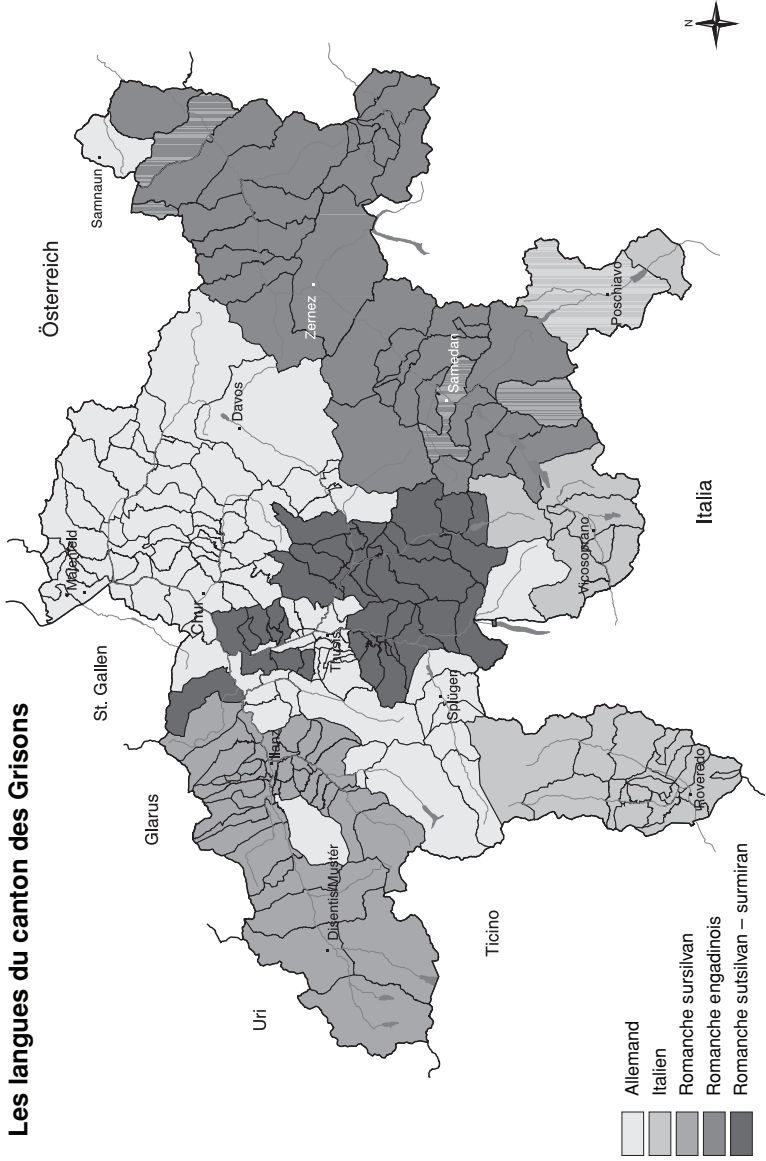 Les langues du canton des Grisons
N
Österreich
St. Gallen
Glarus
Uri
Ticino
Italia
Samnaun
Maienfeld
Chur
Davos
Zernez
Ilanz
Thusis
Disentis/Mustér
Splügen
Samedan
Vicosoprano
Poschiavo
Roveredo
Allemand
Italien
Romanche sursilvan
Romanche engadinois
Romanche sutsilvan – surmiran